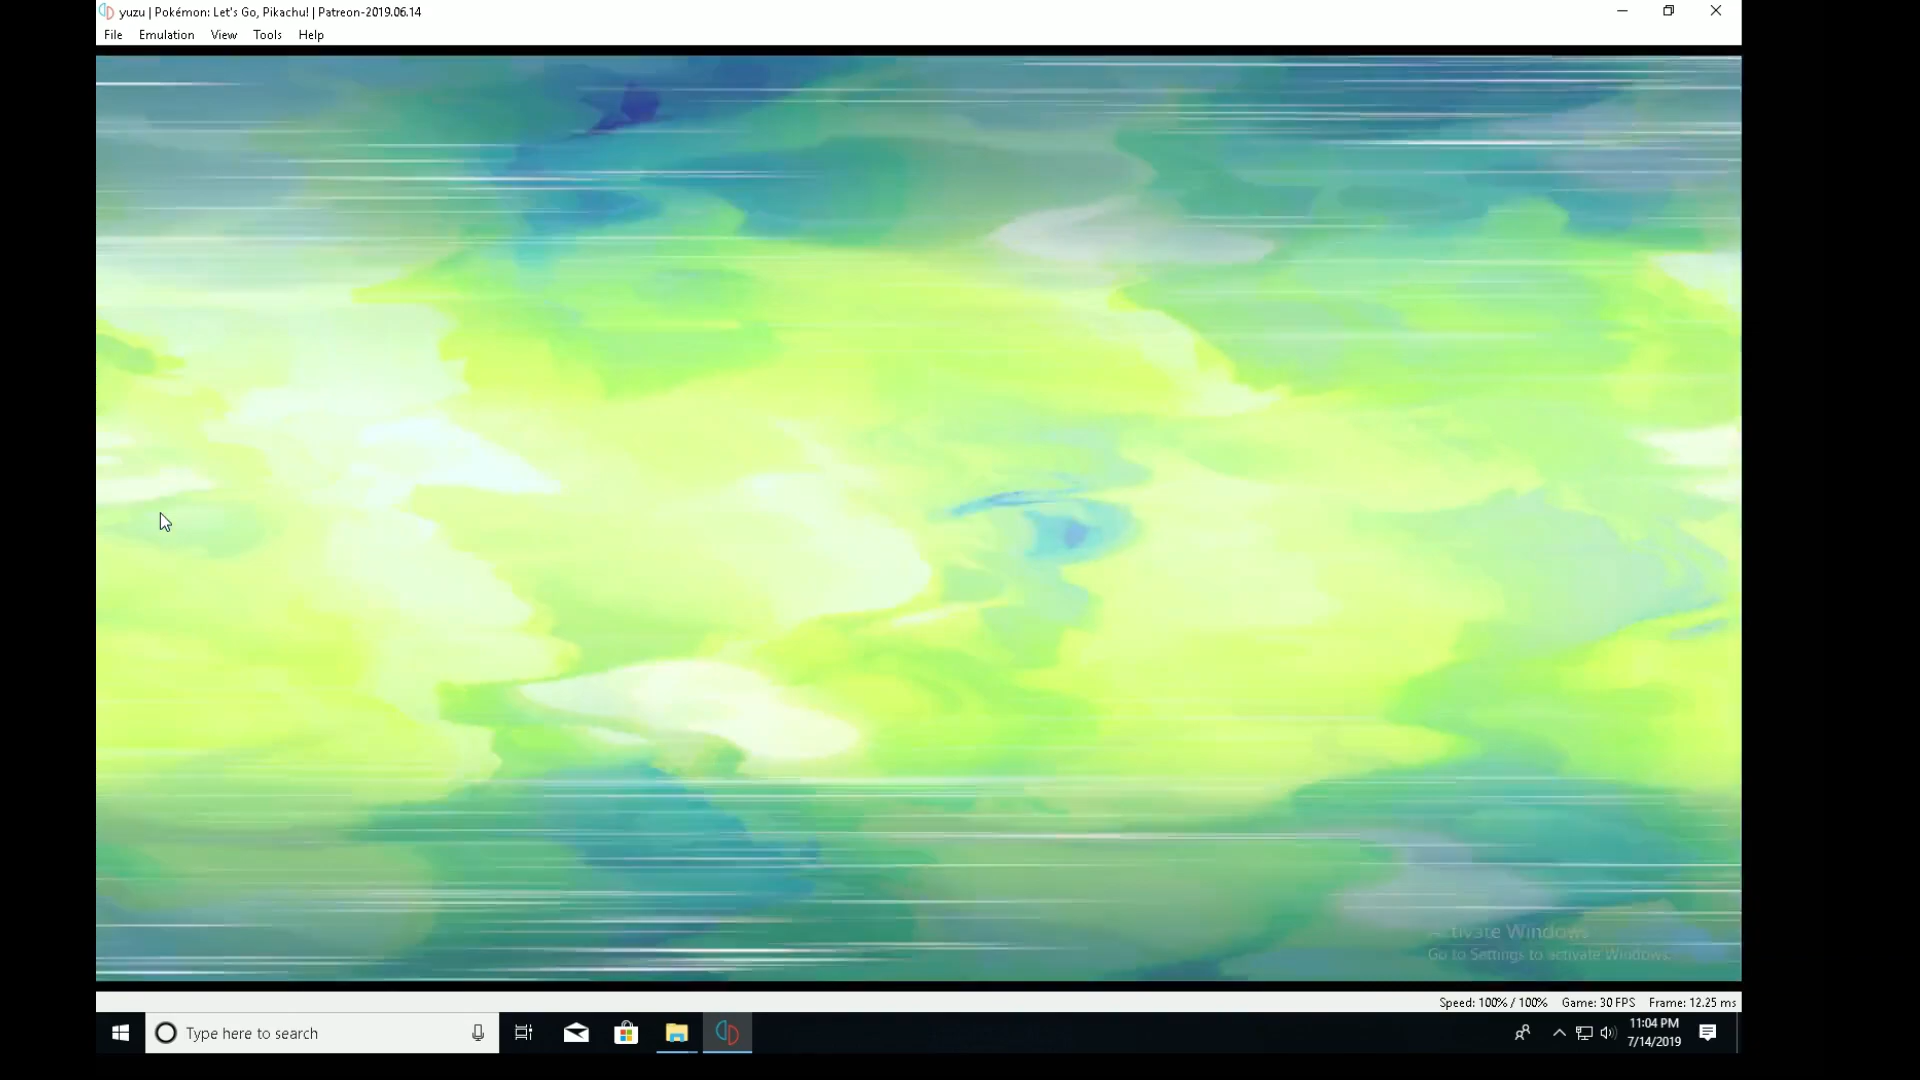 yuzu | Pokémon: Let's Go, Pikachu! | Patreon-2019.06.14
File Emulation View Tools Help
Activate Windows
Go to Settings to activate Windows.
Speed: 100% / 100% Game: 30 FPS Frame: 12.25 ms
Type here to search
11:04 PM
7/14/2019